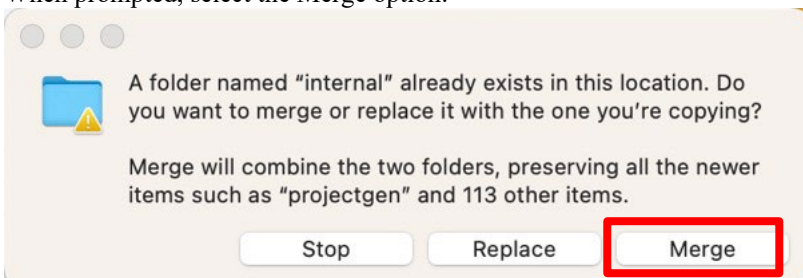 When prompted, select the Merge option.
A folder named “internal” already exists in this location. Do
you want to merge or replace it with the one you’re copying?
Merge will combine the two folders, preserving all the newer
items such as “projectgen” and 113 other items.
Stop
Replace
Merge